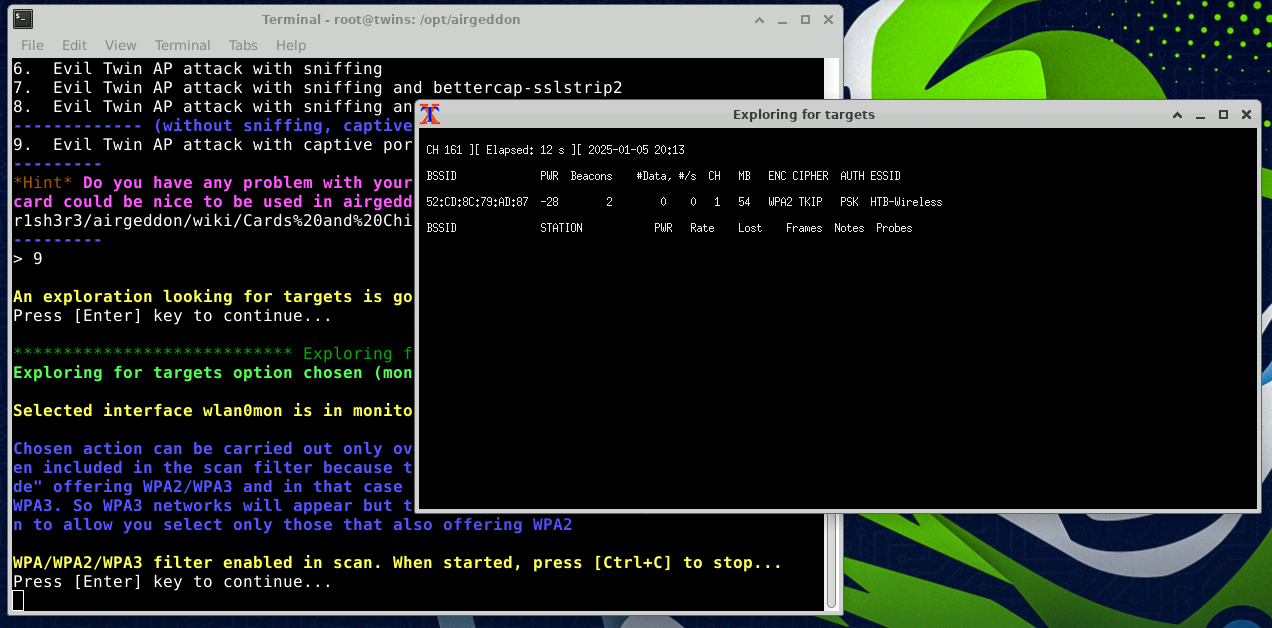 Terminal - root@twins: /opt/airgeddon
File Edit View Terminal Tabs Help
6.  Evil Twin AP attack with sniffing
7.  Evil Twin AP attack with sniffing and bettercap-sslstrip2
8.  Evil Twin AP attack with sniffing an
------------- (without sniffing, captive
9.  Evil Twin AP attack with captive por
---------
*Hint* Do you have any problem with your
card could be nice to be used in airgedd
r1sh3r3/airgeddon/wiki/Cards%20and%20Chi
---------
> 9
An exploration looking for targets is go
Press [Enter] key to continue...
**************************** Exploring f
Exploring for targets option chosen (mon
Selected interface wlan0mon is in monito
Chosen action can be carried out only ov
en included in the scan filter because t
de" offering WPA2/WPA3 and in that case
WPA3. So WPA3 networks will appear but t
n to allow you select only those that also offering WPA2
WPA/WPA2/WPA3 filter enabled in scan. When started, press [Ctrl+C] to stop...
Press [Enter] key to continue...
Exploring for targets
CH 161 ][ Elapsed: 12 s ][ 2025-01-05 20:13
BSSID PWR Beacons #Data, #/s CH MB ENC CIPHER AUTH ESSID
52:CD:8C:79:AD:87 -28 2 0 0 1 54 WPA2 TKIP PSK HTB-Wireless
BSSID STATION PWR Rate Lost Frames Notes Probes